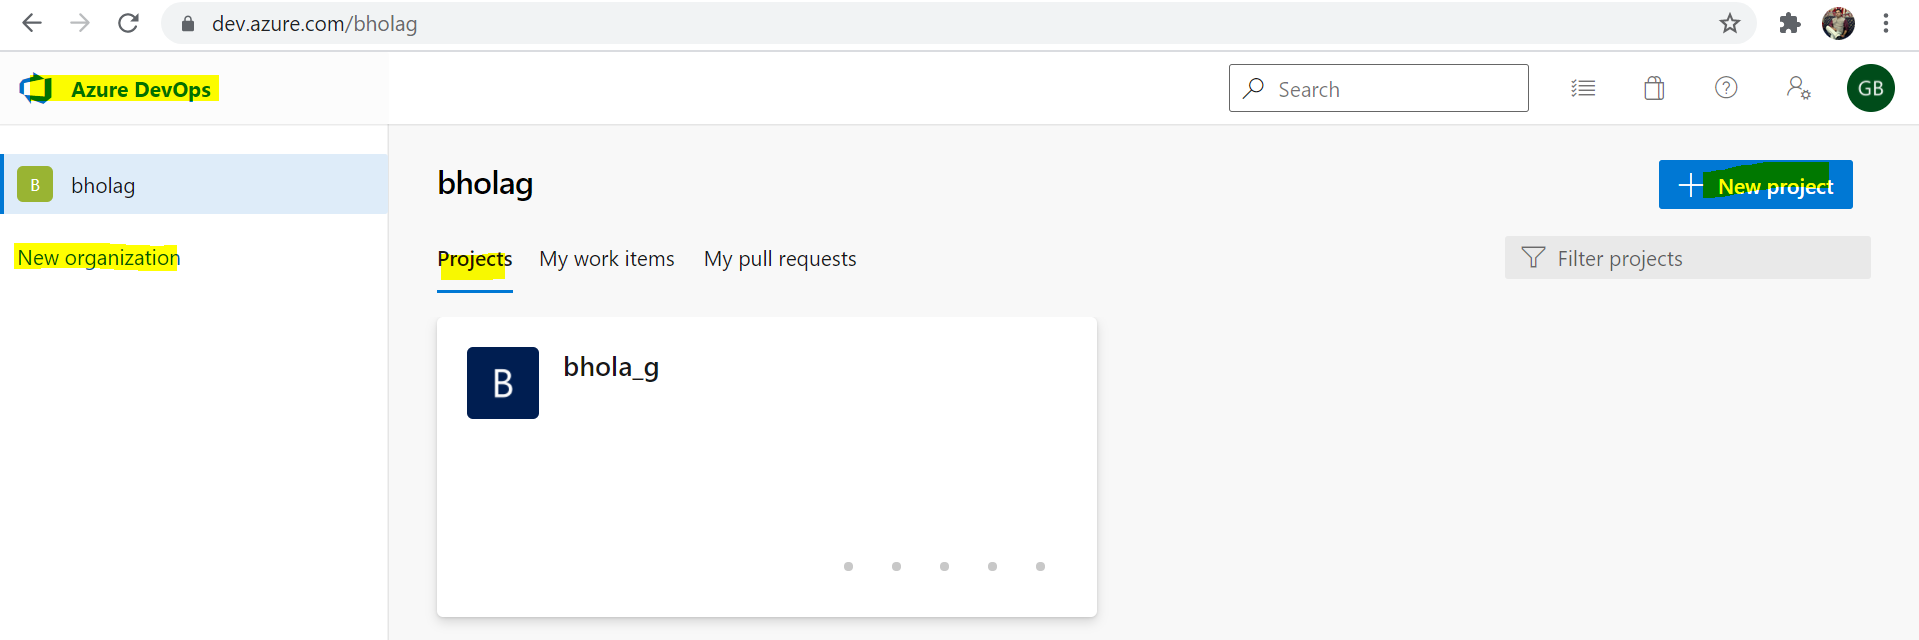 dev.azure.com/bholag
Azure DevOps
Search
GB
B bholag
New organization
bholag
New project
Projects My work items My pull requests
Filter projects
B bhola_g